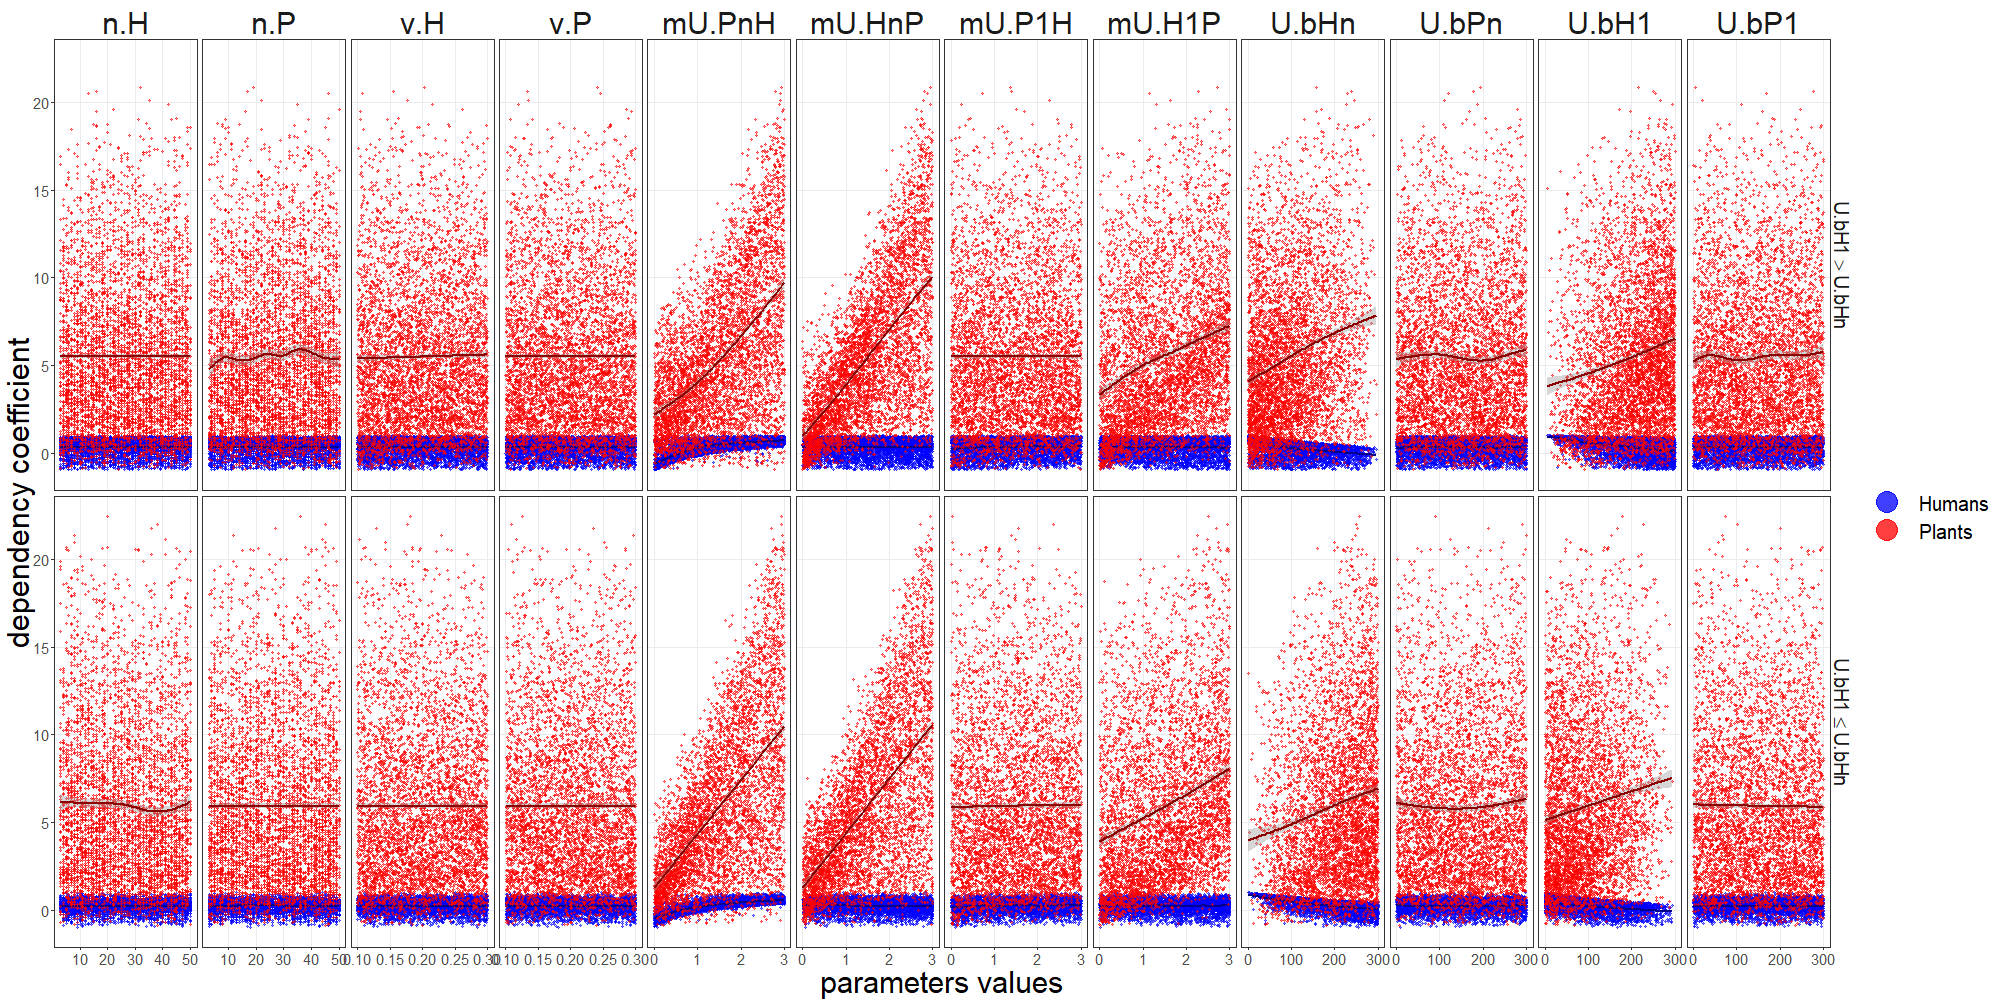 n.H n.P v.H v.P mU.PnH mU.HnP mU.P1H mU.H1P U.bHn U.bPn U.bH1 U.bP1
20
15
10
5
0
U.bH1 > U.bHn
dependency coefficient
20
15
10
5
0
U.bH1 ≤ U.bHn
Humans
Plants
10 20 30 40 50 10 20 30 40 50 0.10 0.15 0.20 0.25 0.30 0.10 0.15 0.20 0.25 0.30 0 1 2 3 0 1 2 3 0 1 2 3 0 1 2 3 0 100 200 300 0 100 200 300 0 100 200 300 0 100 200 300
parameters values